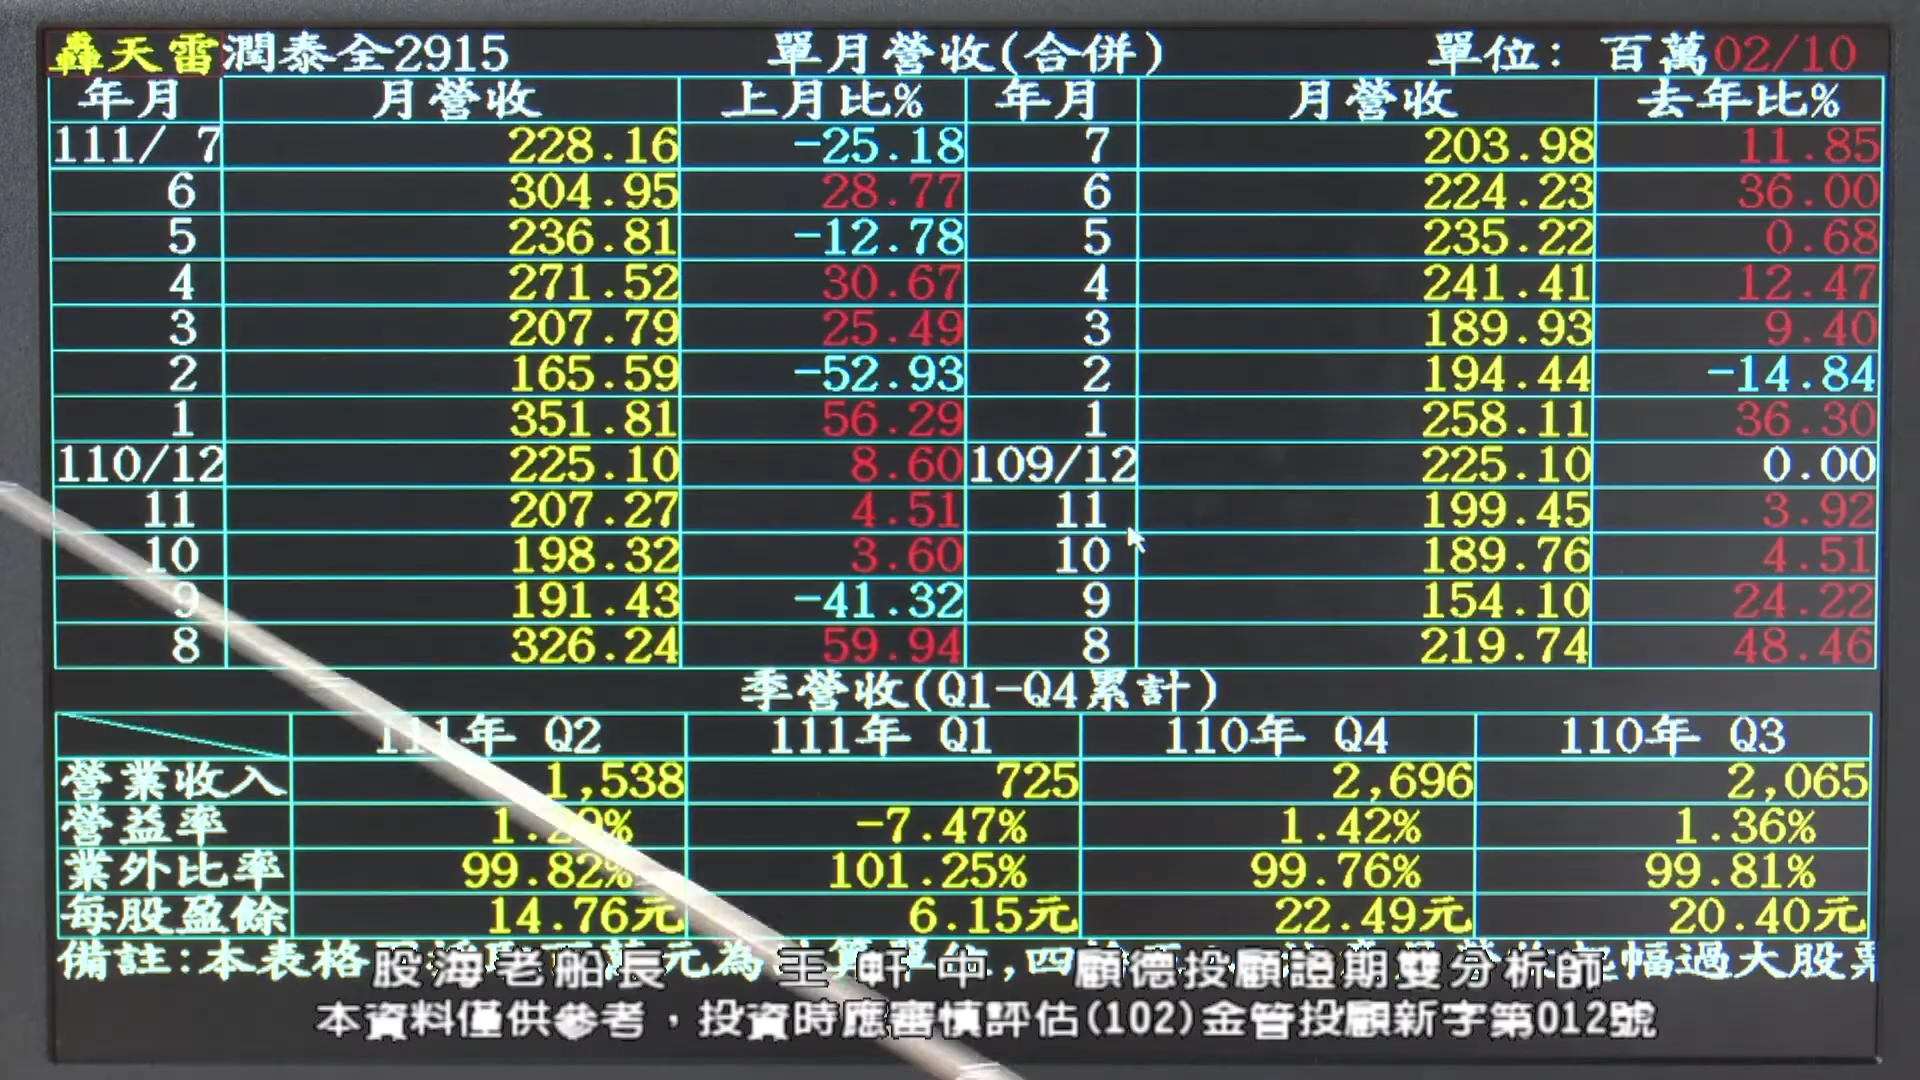 轟天雷潤泰全2915 單月營收(合併) 單位: 百萬02/10
年月 月營收 上月比% 年月 月營收 去年比%
111/ 7 228.16 -25.18 7 203.98 11.85
6 304.95 28.77 6 224.23 36.00
5 236.81 -12.78 5 235.22 0.68
4 271.52 30.67 4 241.41 12.47
3 207.79 25.49 3 189.93 9.40
2 165.59 -52.93 2 194.44 -14.84
1 351.81 56.29 1 258.11 36.30
110/12 225.10 8.60 109/12 225.10 0.00
11 207.27 4.51 11 199.45 3.92
10 198.32 3.60 10 189.76 4.51
9 191.43 -41.32 9 154.10 24.22
8 326.24 59.94 8 219.74 48.46
季營收(Q1-Q4累計)
111年 Q2 111年 Q1 110年 Q4 110年 Q3
營業收入 1,538 725 2,696 2,065
營益率 -7.47% 1.42% 1.36%
業外比率 99.82% 101.25% 99.76% 99.81%
每股盈餘 14.76元 6.15元 22.49元 20.40元
備註:本表格 元為 算單位,四 幅過大股票
股海老船長 王軒中 顧德投顧證期雙分析師
本資料僅供參考，投資時應審慎評估(102)金管投顧新字第012號